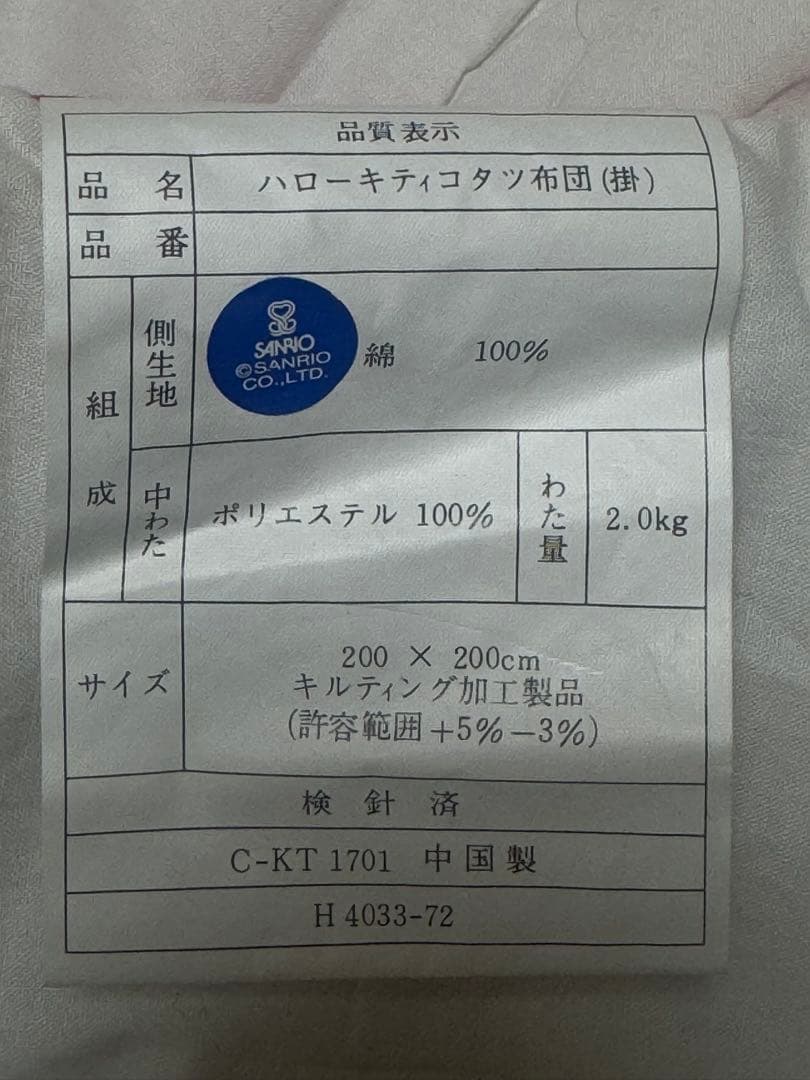 品質表示
品名 ハローキティコタツ布団(掛)
品番
組成
側生地
SANRIO
©SANRIO
CO.,LTD.
綿 100%
中わた
ポリエステル 100%
わた量
2.0kg
サイズ
200 × 200cm
キルティング加工製品
(許容範囲+5%-3%)
検針済
C-KT 1701 中国製
H 4033-72